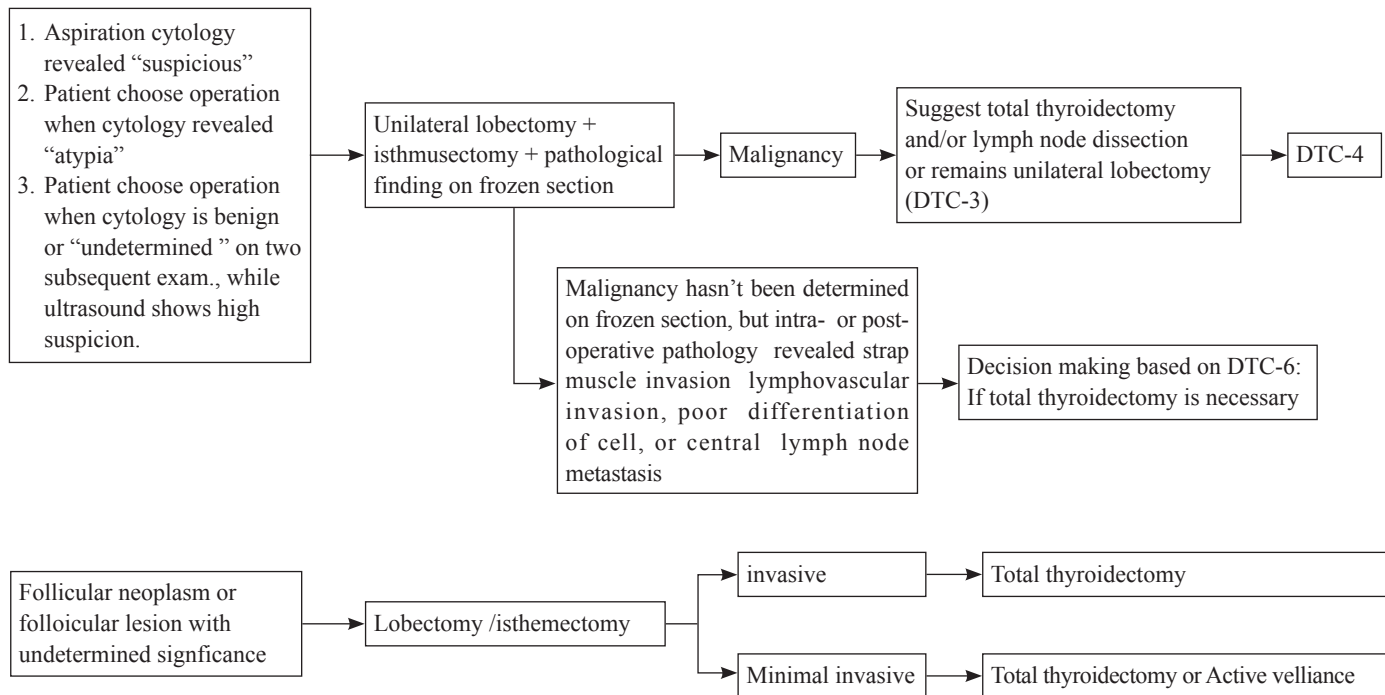 1. Aspiration cytology
revealed “suspicious”
2. Patient choose operation
when cytology revealed
“atypia”
3. Patient choose operation
when cytology is benign
or “undetermined ” on two
subsequent exam., while
ultrasound shows high
suspicion.
Unilateral lobectomy +
isthmusectomy + pathological
finding on frozen section
Malignancy
Suggest total thyroidectomy
and/or lymph node dissection
or remains unilateral lobectomy
(DTC-3)
DTC-4
Malignancy hasn’t been determined
on frozen section, but intra- or post-
operative pathology revealed strap
muscle invasion lymphovascular
invasion, poor differentiation
of cell, or central lymph node
metastasis
Decision making based on DTC-6:
If total thyroidectomy is necessary
Follicular neoplasm or
folloicular lesion with
undetermined signficance
Lobectomy /isthemectomy
invasive
Total thyroidectomy
Minimal invasive
Total thyroidectomy or Active velliance